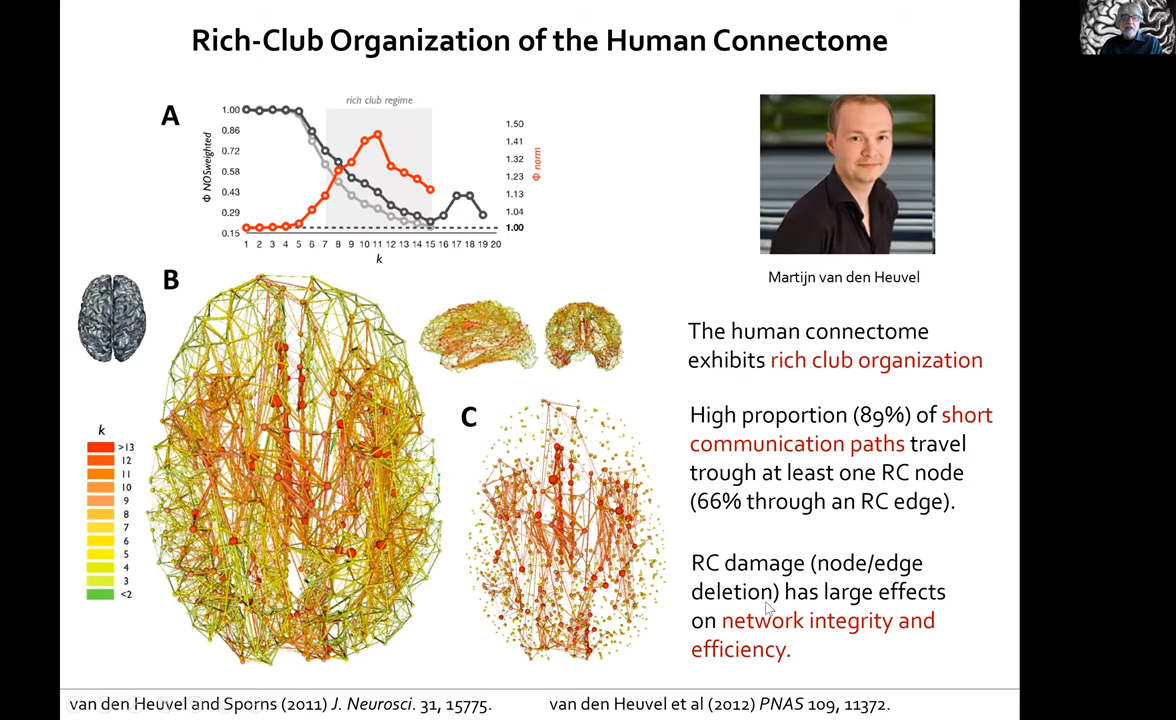 Rich-Club Organization of the Human Connectome
A
rich club regime
1.00
0.86
0.72
0.58
0.43
0.29
0.15
Φ NOSweighted
1.50
1.41
1.32
1.23
1.13
1.04
1.00
Φ norm
1 2 3 4 5 6 7 8 9 10 11 12 13 14 15 16 17 18 19 20
k
Martijn van den Heuvel
B
C
k
>13
12
11
10
9
8
7
6
5
4
3
<2
The human connectome
exhibits rich club organization
High proportion (89%) of short
communication paths travel
trough at least one RC node
(66% through an RC edge).
RC damage (node/edge
deletion) has large effects
on network integrity and
efficiency.
van den Heuvel and Sporns (2011) J. Neurosci. 31, 15775.
van den Heuvel et al (2012) PNAS 109, 11372.